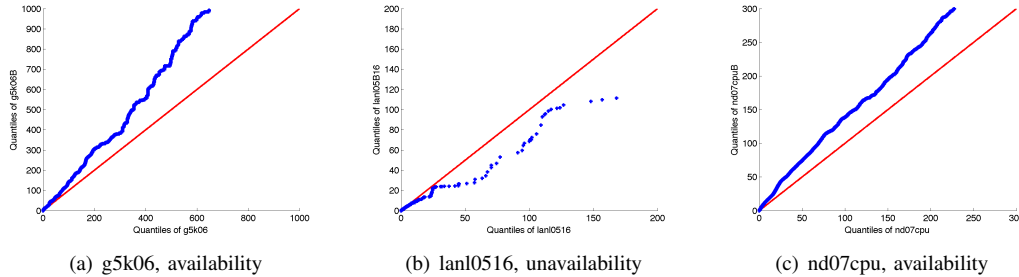 1000
900
800
700
600
500
400
300
200
100
0
Quantiles of g5k06B
0 200 400 600 800 1000
Quantiles of g5k06
(a) g5k06, availability
200
180
160
140
120
100
80
60
40
20
0
Quantiles of lanl05B16
0 50 100 150 200
Quantiles of lanl0516
(b) lanl0516, unavailability
300
250
200
150
100
50
0
Quantiles of nd07cpuB
0 50 100 150 200 250 300
Quantiles of nd07cpu
(c) nd07cpu, availability